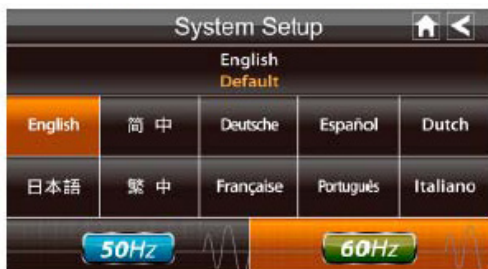 System Setup
English
Default
English 简中 Deutsche Español Dutch
日本語 繁中 Française Português Italiano
50Hz 60Hz